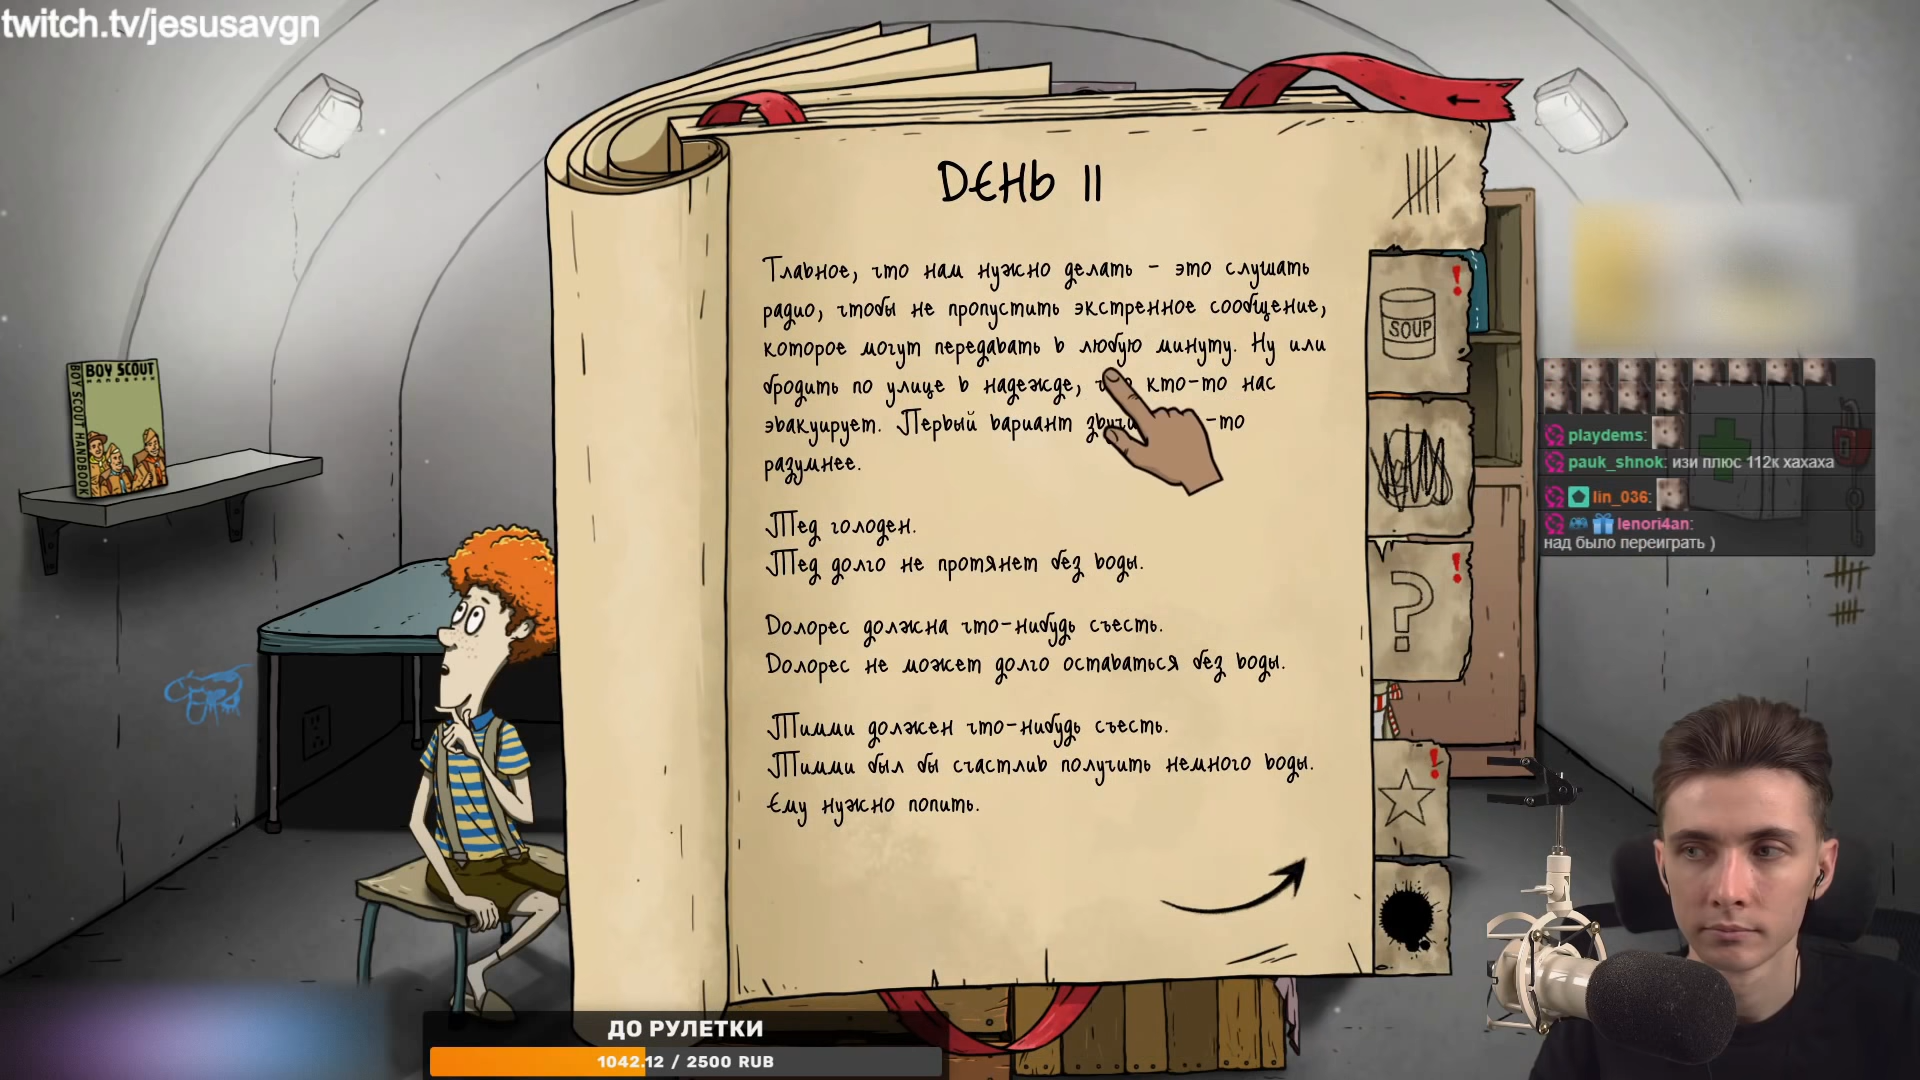 twitch.tv/jesusavgn
ДЕНЬ 11
Главное, что нам нужно делать - это слушать
радио, чтобы не пропустить экстренное сообщение,
которое могут передавать в любую минуту. Ну или
бродить по улице в надежде, кто-то нас
эвакуирует. Первый вариант -то
разумнее.
Тед голоден.
Тед долго не протянет без воды.
Долорес должна что-нибудь съесть.
Долорес не может долго оставаться без воды.
Тимми должен что-нибудь съесть.
Тимми был бы счастлив получить немного воды.
Ему нужно попить.
SOUP
!
?
!
!
BOY SCOUT
HANDBOOK
BOY SCOUT HANDBOOK
playdems:
pauk_shnok: изи плюс 112к хахаха
lin_036:
lenori4an:
над было переиграть )
ДО РУЛЕТКИ
1042.12 / 2500 RUB